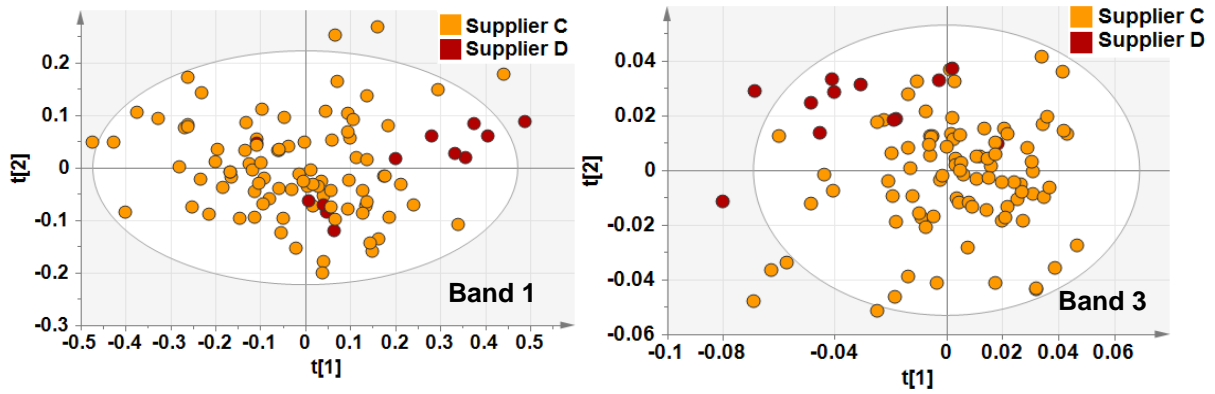 Supplier C
Supplier D
0.2
0.1
0
-0.1
-0.2
-0.3
t[2]
Band 1
-0.5 -0.4 -0.3 -0.2 -0.1 0 0.1 0.2 0.3 0.4 0.5
t[1]
Supplier C
Supplier D
0.04
0.02
0
-0.02
-0.04
-0.06
t[2]
Band 3
-0.1 -0.08 -0.04 0 0.02 0.04 0.06
t[1]